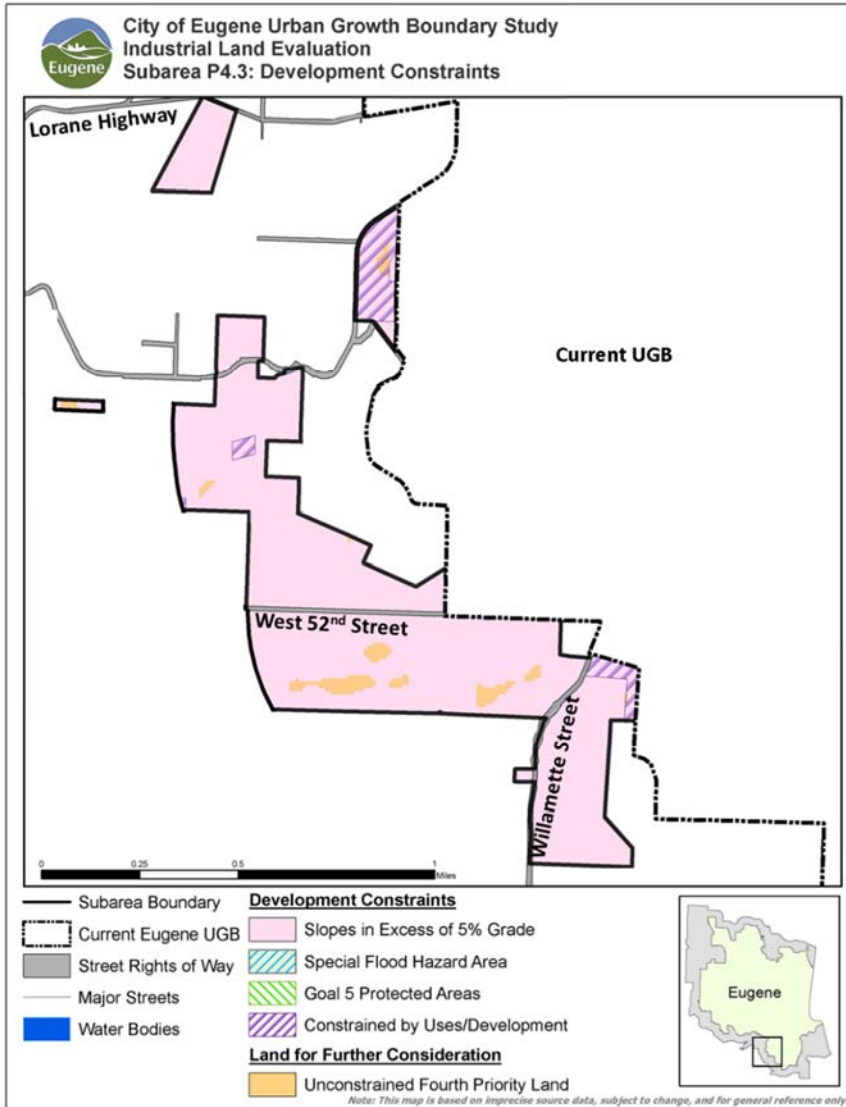 City of Eugene Urban Growth Boundary Study
Industrial Land Evaluation
Subarea P4.3: Development Constraints
Eugene
Lorane Highway
Current UGB
West 52nd Street
Willamette Street
0 0.25 0.5 1
Miles
Subarea Boundary
Current Eugene UGB
Street Rights of Way
Major Streets
Water Bodies
Development Constraints
Slopes in Excess of 5% Grade
Special Flood Hazard Area
Goal 5 Protected Areas
Constrained by Uses/Development
Land for Further Consideration
Unconstrained Fourth Priority Land
Eugene
Note: This map is based on imprecise source data, subject to change, and for general reference only